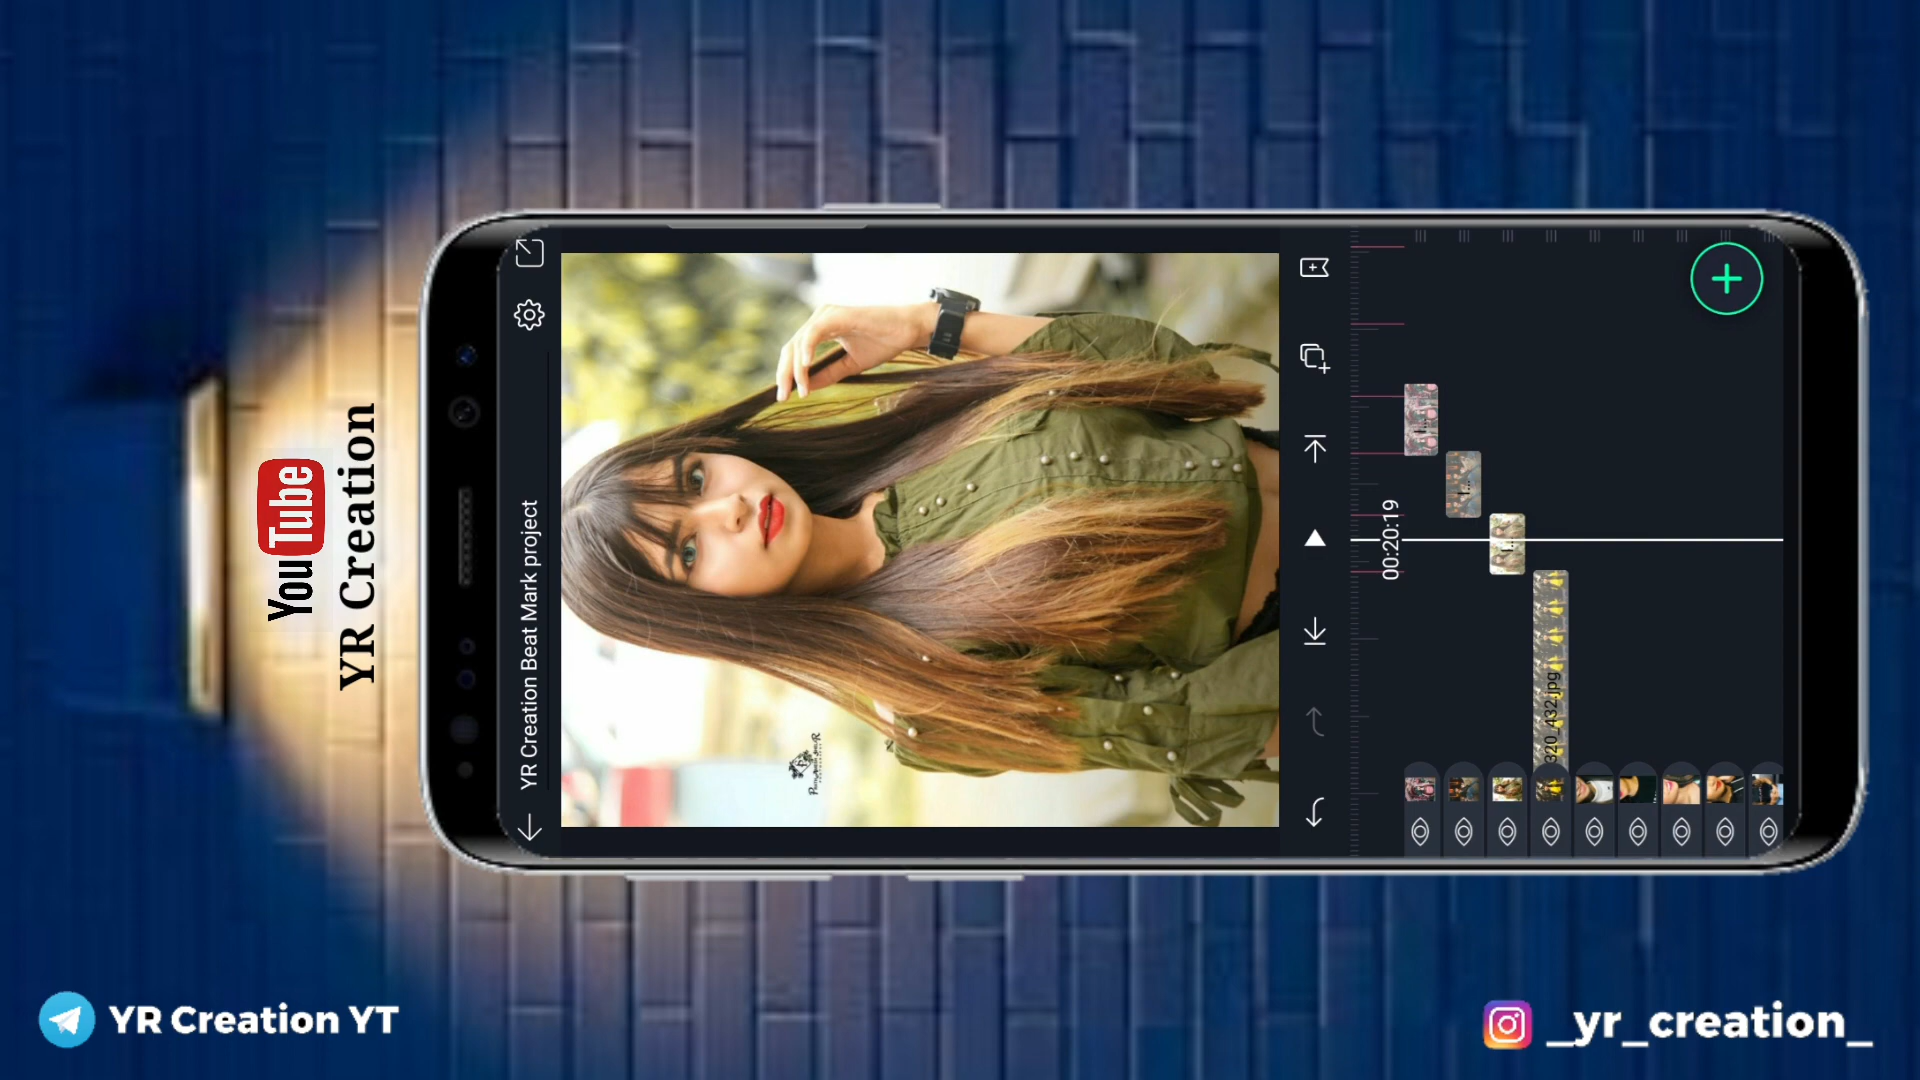 YouTube
YR Creation
YR Creation Beat Mark project
00:20:19
320_432.jpg
YR Creation YT
_yr_creation_